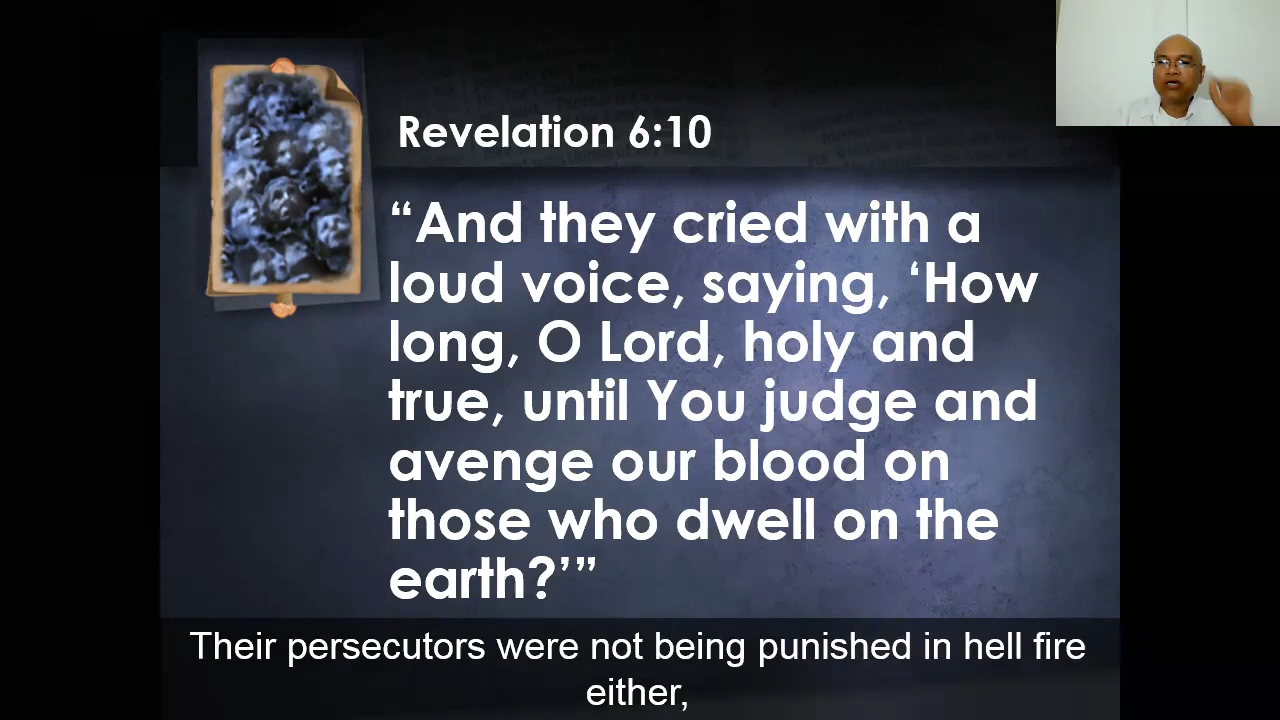 Revelation 6:10
“And they cried with a
loud voice, saying, ‘How
long, O Lord, holy and
true, until You judge and
avenge our blood on
those who dwell on the
earth?’”
Their persecutors were not being punished in hell fire
either,